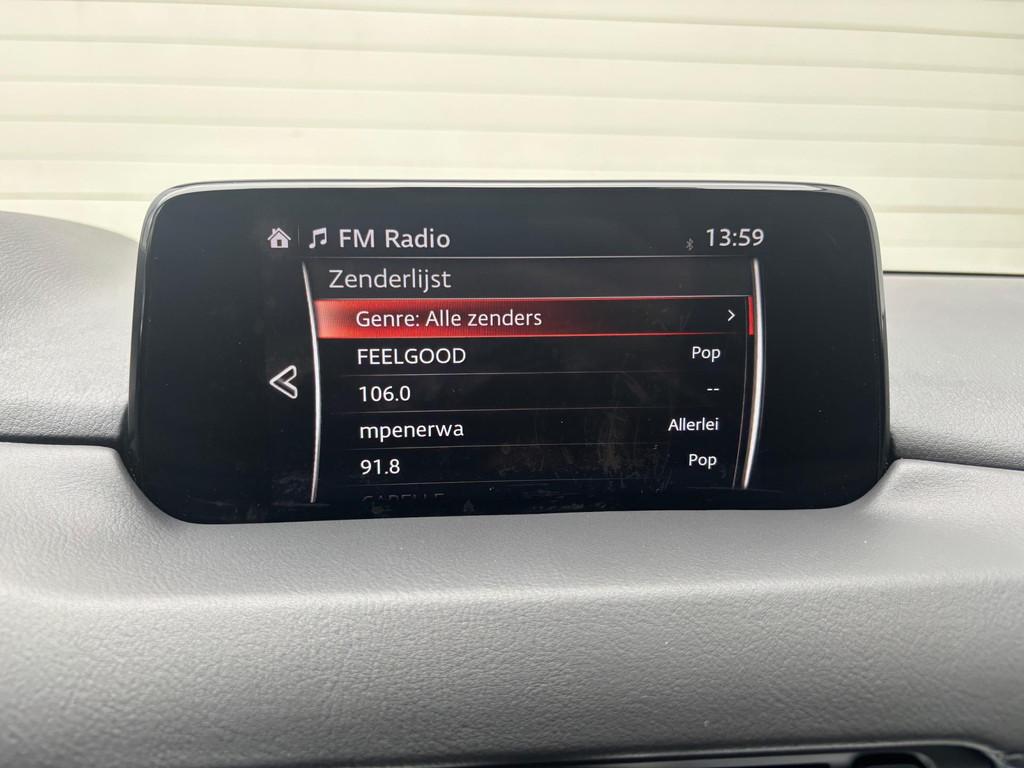 FM Radio 13:59
Zenderlijst
Genre: Alle zenders >
FEELGOOD Pop
106.0 --
mpenerwa Allerlei
91.8 Pop